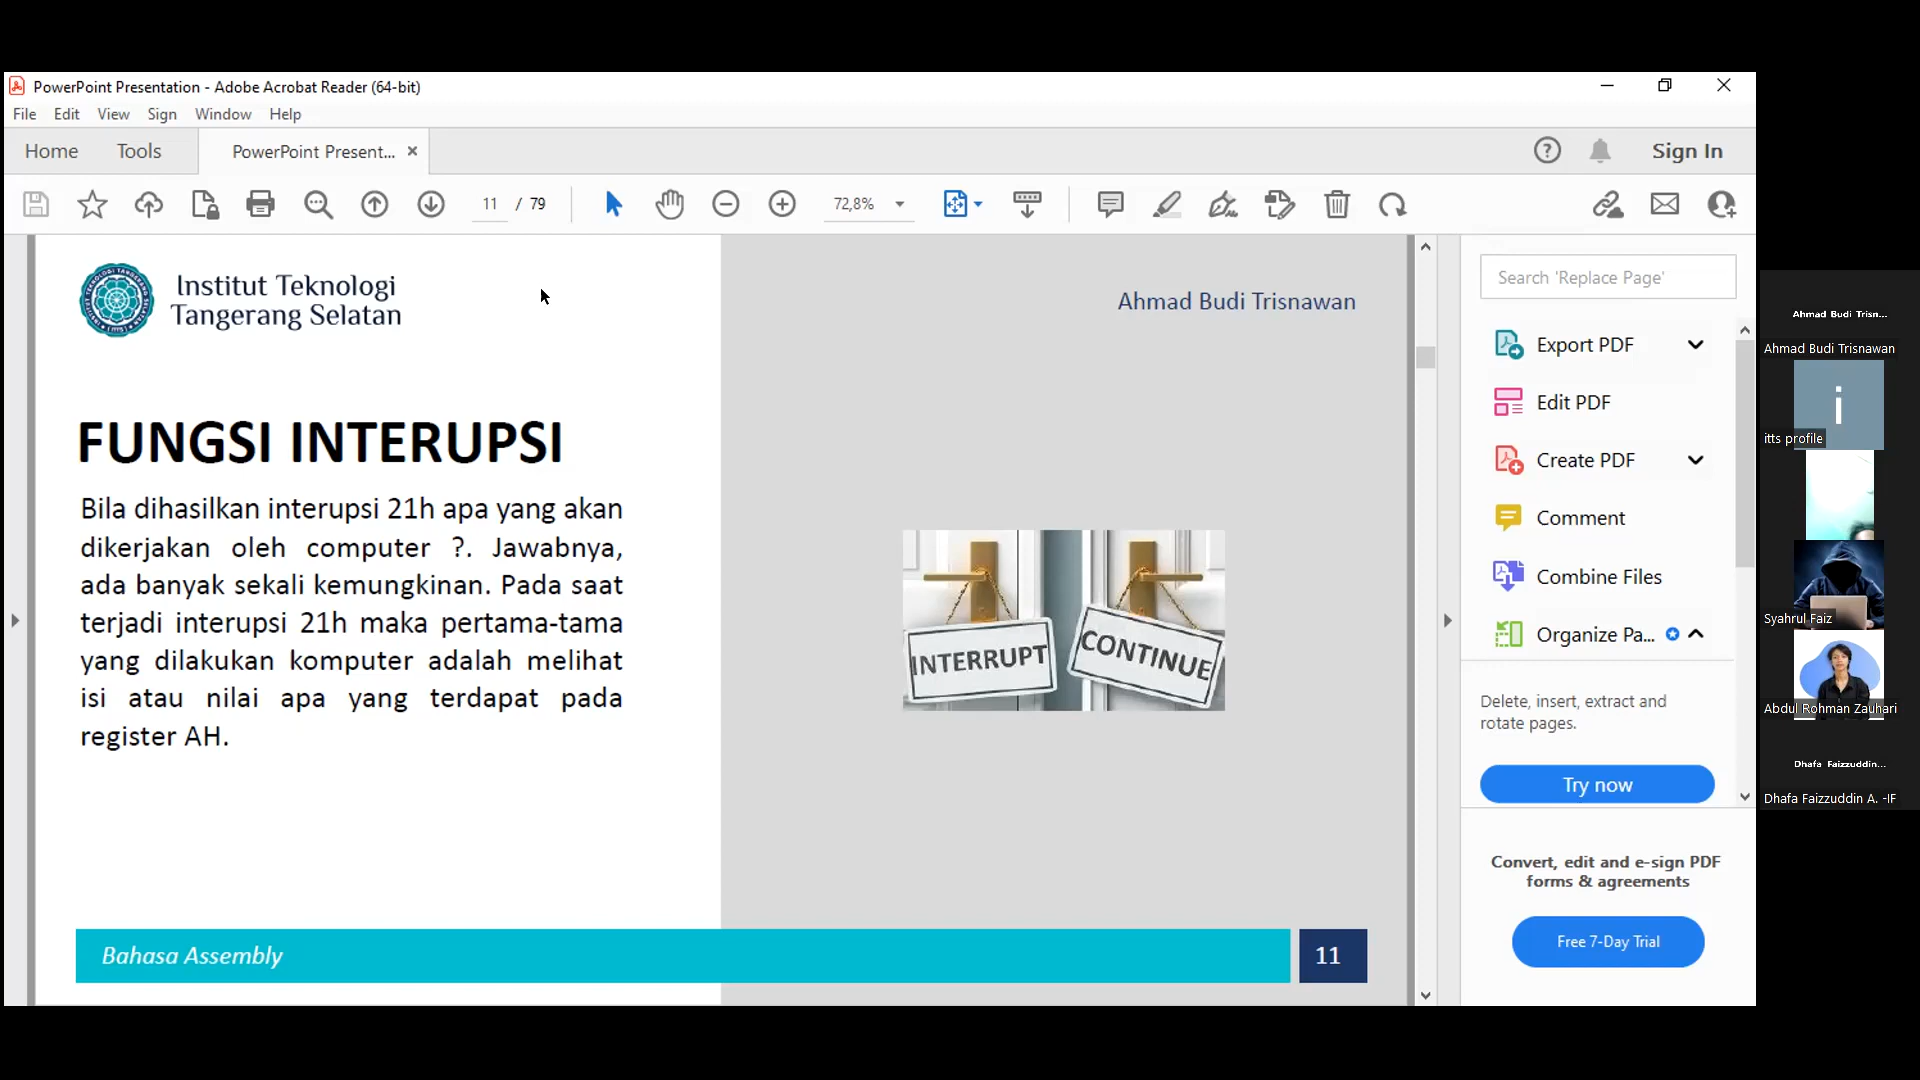 PowerPoint Presentation - Adobe Acrobat Reader (64-bit)
File Edit View Sign Window Help
Home Tools PowerPoint Present... ×
Sign In
11 / 79
72,8%
Institut Teknologi
Tangerang Selatan
Ahmad Budi Trisnawan
FUNGSI INTERUPSI
Bila dihasilkan interupsi 21h apa yang akan
dikerjakan oleh computer ?. Jawabnya,
ada banyak sekali kemungkinan. Pada saat
terjadi interupsi 21h maka pertama-tama
yang dilakukan komputer adalah melihat
isi atau nilai apa yang terdapat pada
register AH.
INTERRUPT
CONTINUE
Bahasa Assembly
11
Search 'Replace Page'
Export PDF
Edit PDF
Create PDF
Comment
Combine Files
Organize Pa...
Delete, insert, extract and
rotate pages.
Try now
Convert, edit and e-sign PDF
forms & agreements
Free 7-Day Trial
Ahmad Budi Trisn...
Ahmad Budi Trisnawan
i
itts profile
Syahrul Faiz
Abdul Rohman Zauhari
Dhafa Faizzuddin...
Dhafa Faizzuddin A. -IF